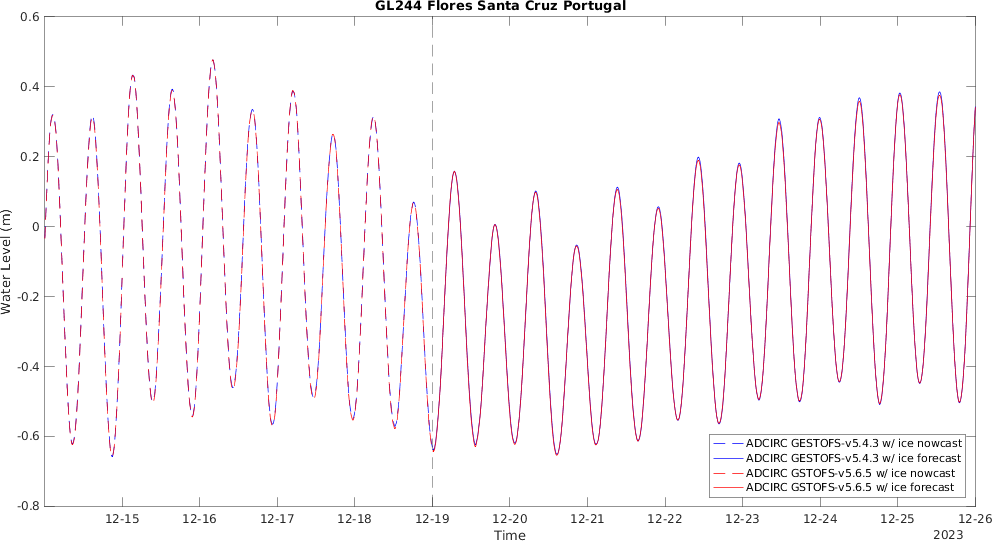 GL244 Flores Santa Cruz Portugal
0.6
0.4
0.2
0
-0.2
-0.4
-0.6
-0.8
Water Level (m)
ADCIRC GESTOFS-v5.4.3 w/ ice nowcast
ADCIRC GESTOFS-v5.4.3 w/ ice forecast
ADCIRC GSTOFS-v5.6.5 w/ ice nowcast
ADCIRC GSTOFS-v5.6.5 w/ ice forecast
12-15 12-16 12-17 12-18 12-19 12-20 12-21 12-22 12-23 12-24 12-25 12-26
Time
2023